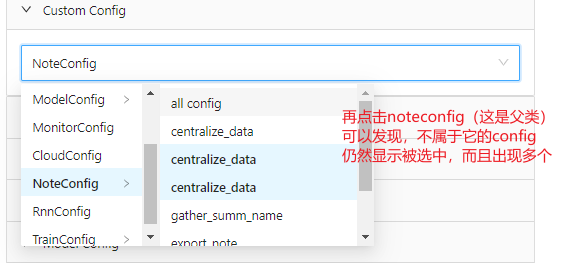 Custom Config
NoteConfig
ModelConfig
MonitorConfig
CloudConfig
NoteConfig
RnnConfig
TrainConfig
all config
centralize_data
centralize_data
centralize_data
gather_summ_name
export_note
再点击noteconfig（这是父类）
可以发现，不属于它的config
仍然显示被选中，而且出现多个